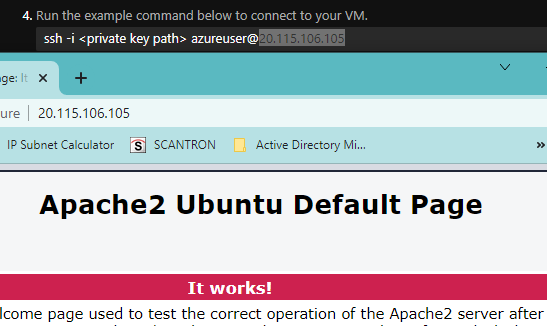 4. Run the example command below to connect to your VM.
ssh -i <private key path> azureuser@20.115.106.105
age: It
ure 20.115.106.105
IP Subnet Calculator S SCANTRON Active Directory Mi... »
Apache2 Ubuntu Default Page
It works!
lcome page used to test the correct operation of the Apache2 server after